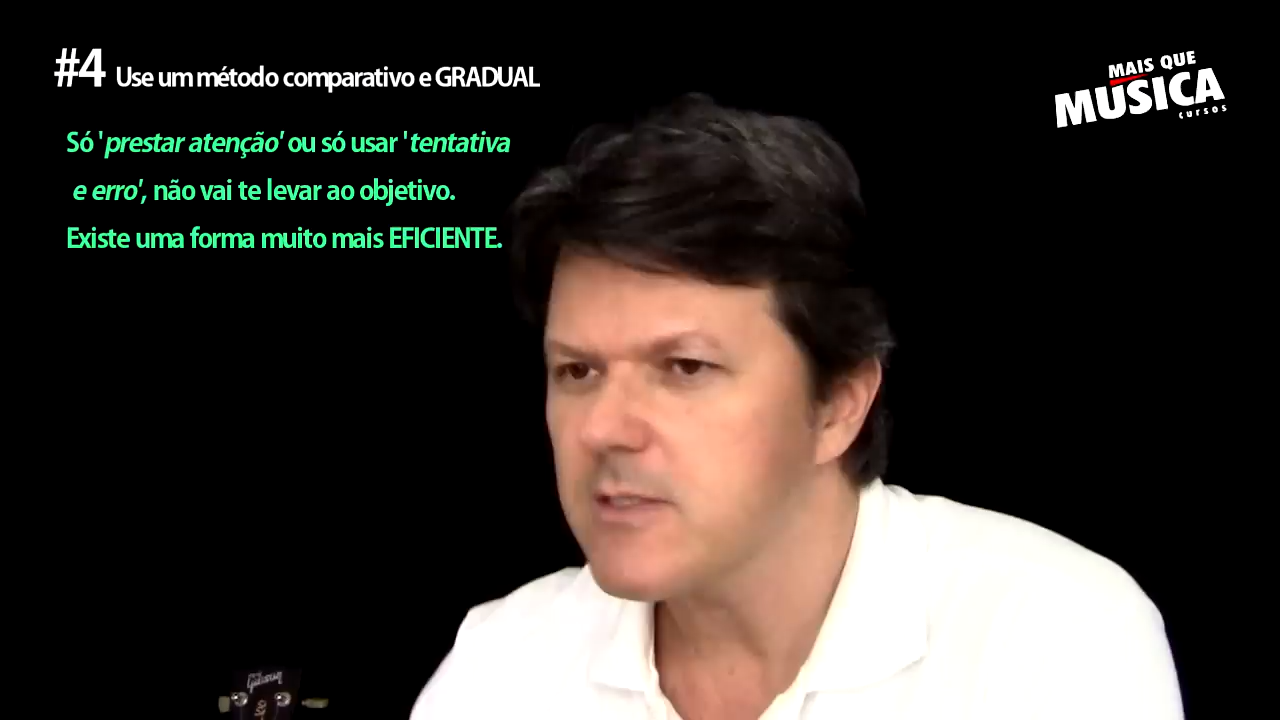 #4 Use um método comparativo e GRADUAL
Só 'prestar atenção' ou só usar 'tentativa
e erro', não vai te levar ao objetivo.
Existe uma forma muito mais EFICIENTE.
MAIS QUE
MUSICA
cursos
Gibson